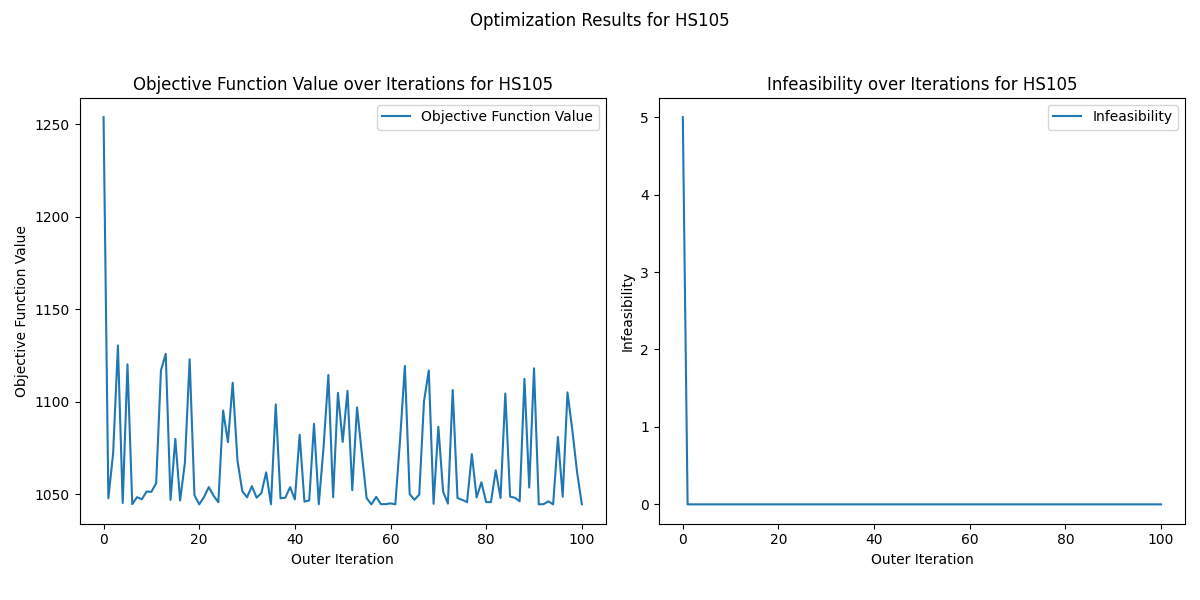 Optimization Results for HS105
Objective Function Value over Iterations for HS105
Objective Function Value
1250
1200
1150
1100
1050
Objective Function Value
0 20 40 60 80 100
Outer Iteration
Infeasibility over Iterations for HS105
Infeasibility
5
4
3
2
1
0
Infeasibility
0 20 40 60 80 100
Outer Iteration